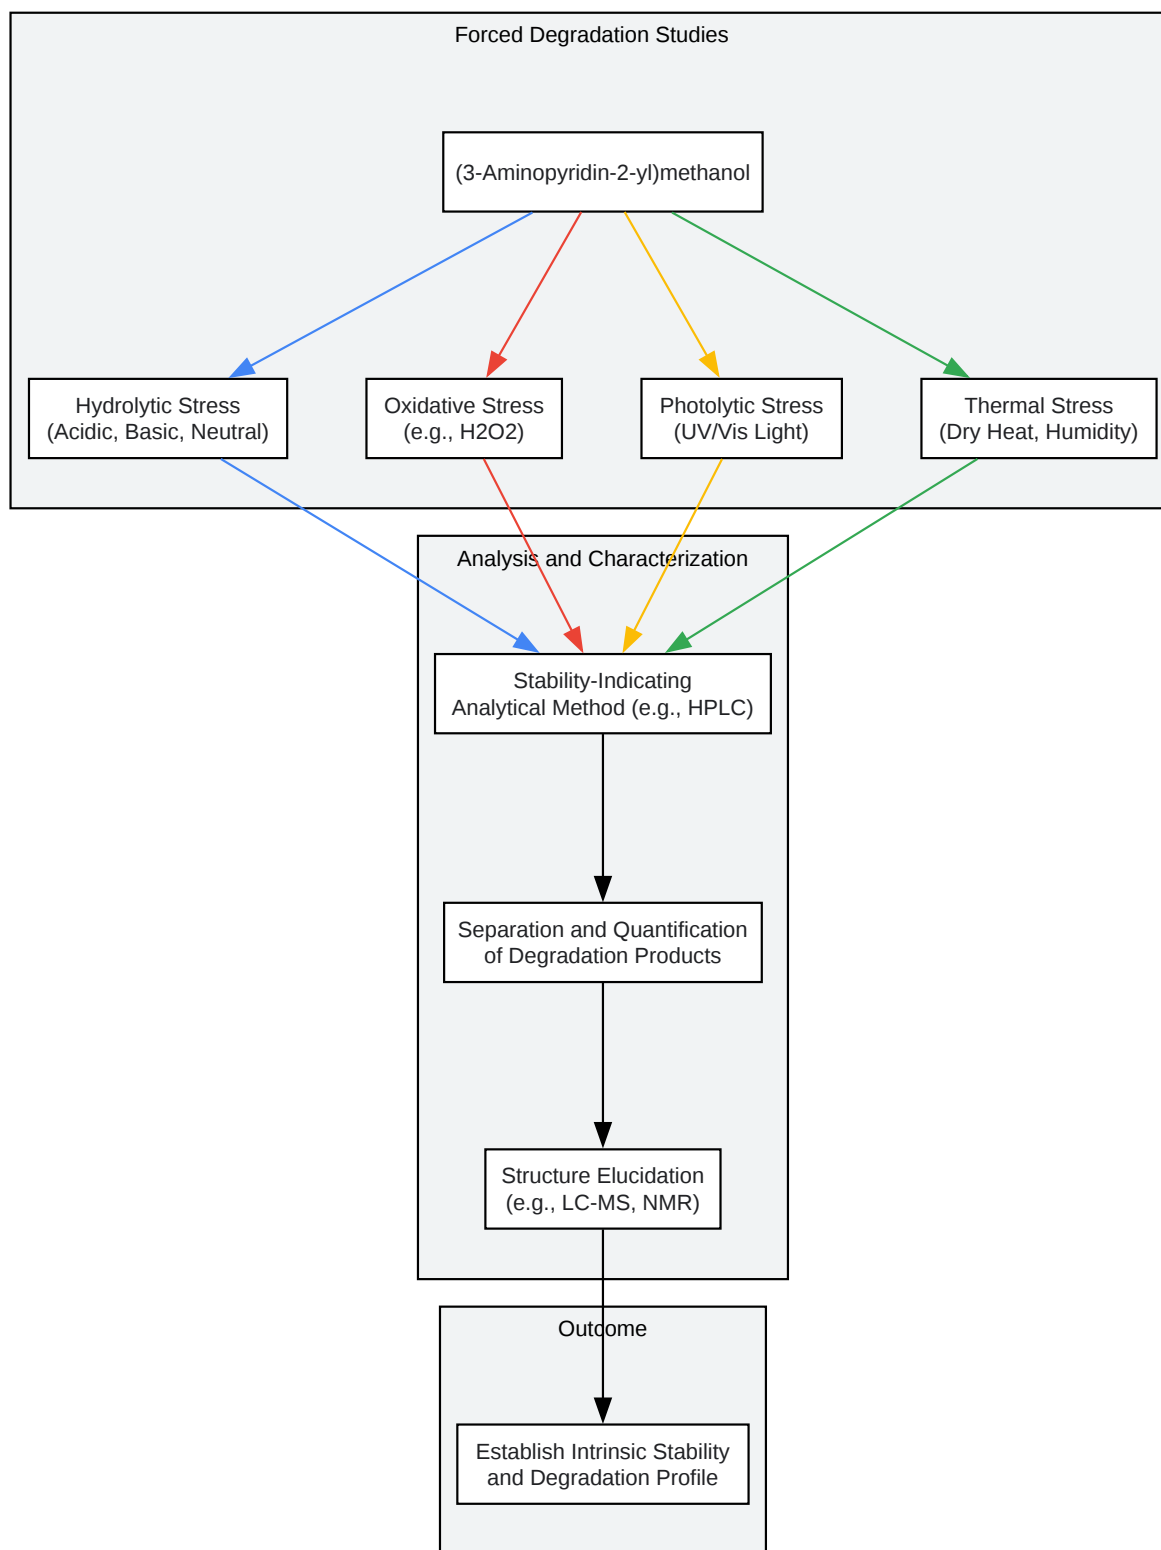 Forced Degradation Studies
(3-Aminopyridin-2-yl)methanol
Hydrolytic Stress
(Acidic, Basic, Neutral)
Oxidative Stress
(e.g., H2O2)
Photolytic Stress
(UV/Vis Light)
Thermal Stress
(Dry Heat, Humidity)
Analysis and Characterization
Stability-Indicating
Analytical Method (e.g., HPLC)
Separation and Quantification
of Degradation Products
Structure Elucidation
(e.g., LC-MS, NMR)
Outcome
Establish Intrinsic Stability
and Degradation Profile